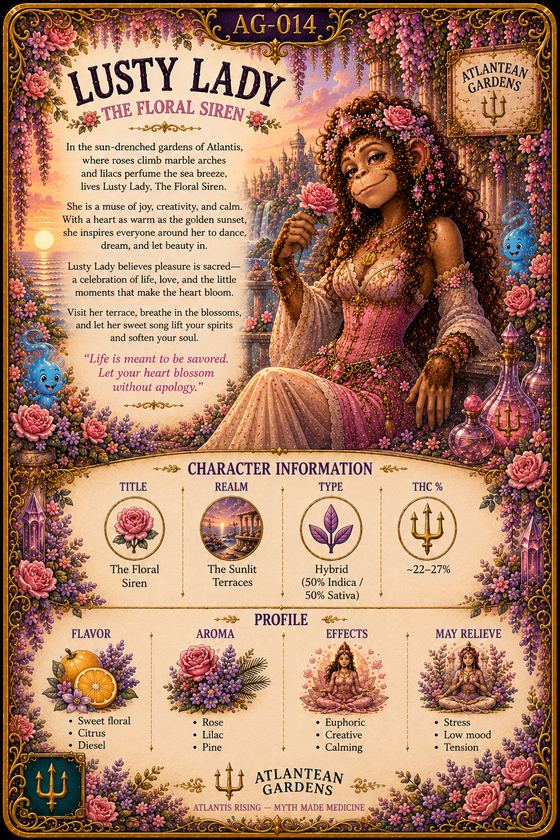 AG-014
LUSTY LADY
THE FLORAL SIREN
ATLANTEAN
GARDENS
In the sun-drenched gardens of Atlantis,
where roses climb marble arches
and lilacs perfume the sea breeze,
lives Lusty Lady, The Floral Siren.
She is a muse of joy, creativity, and calm.
With a heart as warm as the golden sunset,
she inspires everyone around her to dance,
dream, and let beauty in.
Lusty Lady believes pleasure is sacred—
a celebration of life, love, and the little
moments that make the heart bloom.
Visit her terrace, breathe in the blossoms,
and let her sweet song lift your spirits
and soften your soul.
“Life is meant to be savored.
Let your heart blossom
without apology.”
CHARACTER INFORMATION
TITLE
The Floral
Siren
REALM
The Sunlit
Terraces
TYPE
Hybrid
(50% Indica /
50% Sativa)
THC %
~22–27%
PROFILE
FLAVOR
• Sweet floral
• Citrus
• Diesel
AROMA
• Rose
• Lilac
• Pine
EFFECTS
• Euphoric
• Creative
• Calming
MAY RELIEVE
• Stress
• Low mood
• Tension
ATLANTEAN
GARDENS
ATLANTIS RISING — MYTH MADE MEDICINE